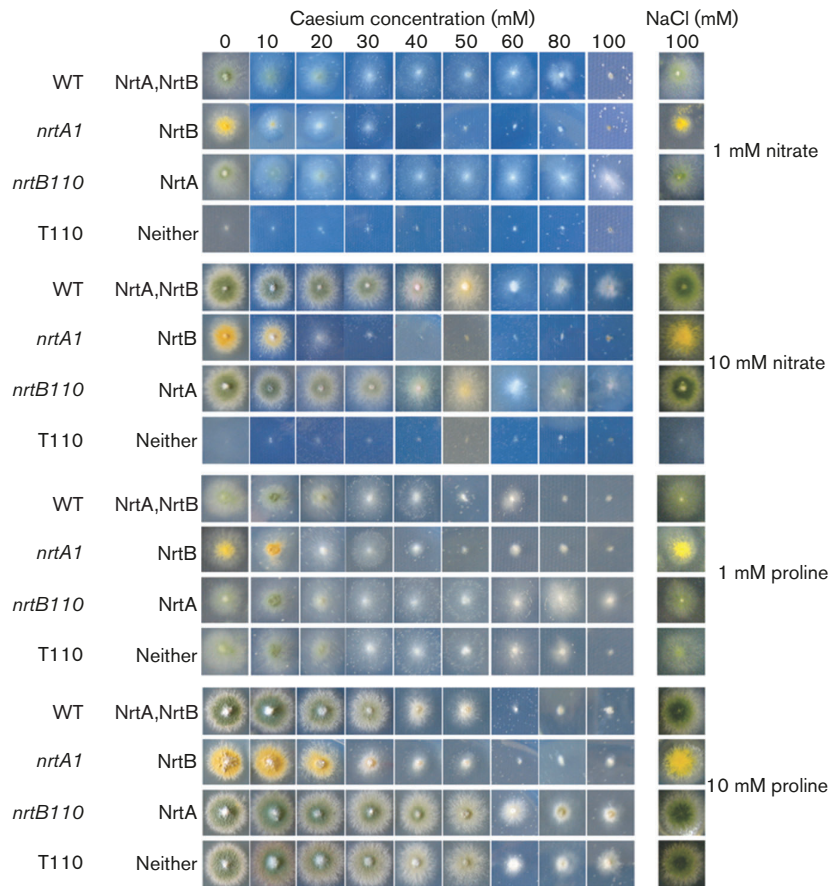 Caesium concentration (mM) NaCl (mM)
0 10 20 30 40 50 60 80 100 100
WT NrtA,NrtB
nrtA1 NrtB
1 mM nitrate
nrtB110 NrtA
T110 Neither
WT NrtA,NrtB
nrtA1 NrtB
10 mM nitrate
nrtB110 NrtA
T110 Neither
WT NrtA,NrtB
nrtA1 NrtB
1 mM proline
nrtB110 NrtA
T110 Neither
WT NrtA,NrtB
nrtA1 NrtB
10 mM proline
nrtB110 NrtA
T110 Neither